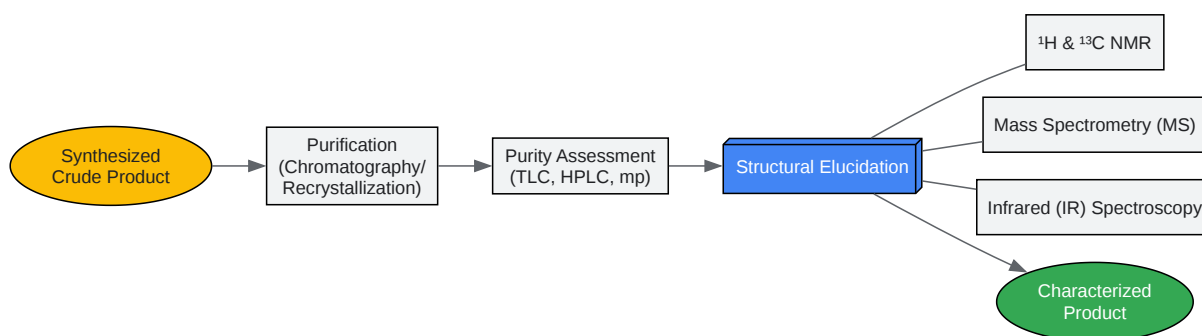 Synthesized
Crude Product
Purification
(Chromatography/
Recrystallization)
Purity Assessment
(TLC, HPLC, mp)
Structural Elucidation
¹H & ¹³C NMR
Mass Spectrometry (MS)
Infrared (IR) Spectroscopy
Characterized
Product